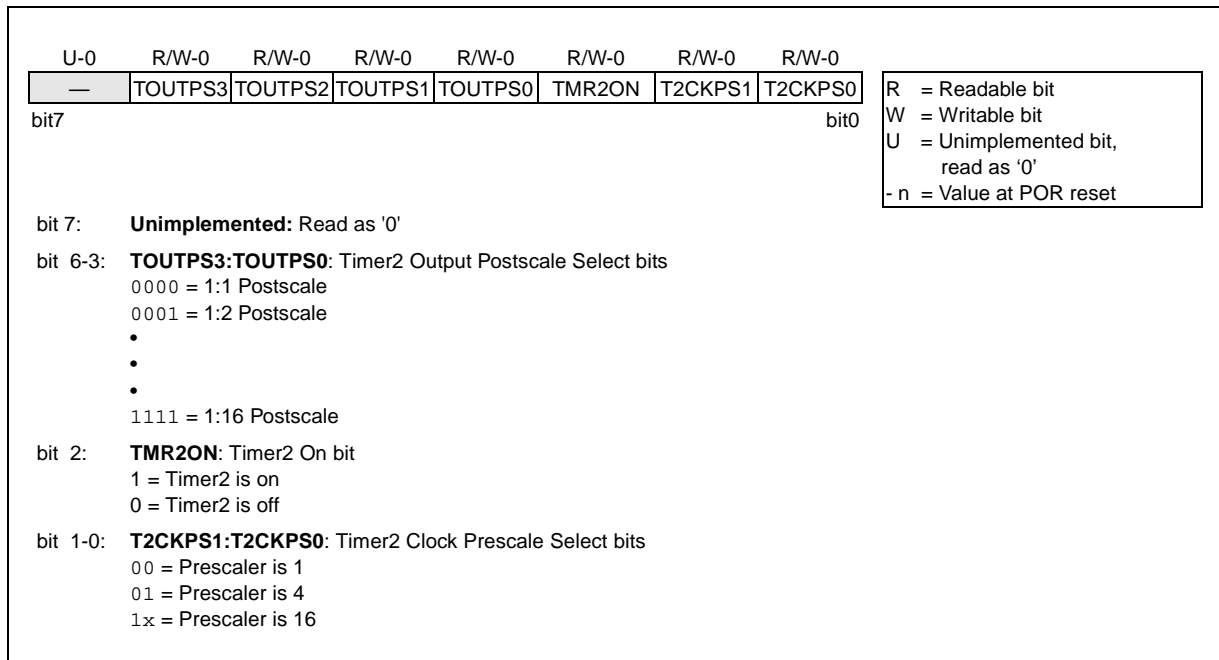 U-0 R/W-0 R/W-0 R/W-0 R/W-0 R/W-0 R/W-0 R/W-0
— TOUTPS3 TOUTPS2 TOUTPS1 TOUTPS0 TMR2ON T2CKPS1 T2CKPS0
bit7 bit0
R = Readable bit
W = Writable bit
U = Unimplemented bit,
read as ‘0’
- n = Value at POR reset
bit 7: Unimplemented: Read as '0'
bit 6-3: TOUTPS3:TOUTPS0: Timer2 Output Postscale Select bits
0000 = 1:1 Postscale
0001 = 1:2 Postscale
•
•
•
1111 = 1:16 Postscale
bit 2: TMR2ON: Timer2 On bit
1 = Timer2 is on
0 = Timer2 is off
bit 1-0: T2CKPS1:T2CKPS0: Timer2 Clock Prescale Select bits
00 = Prescaler is 1
01 = Prescaler is 4
1x = Prescaler is 16